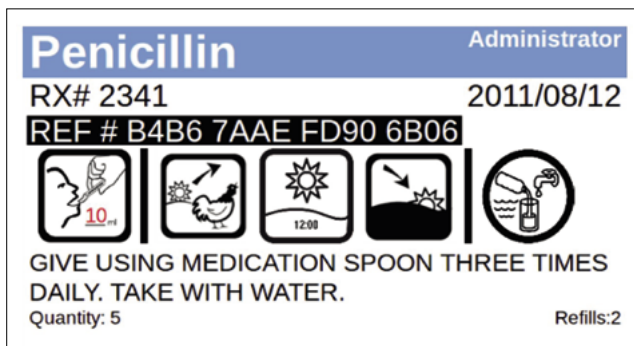 Penicillin Administrator
RX# 2341 2011/08/12
REF # B4B6 7AAE FD90 6B06
10 ml
12:00
GIVE USING MEDICATION SPOON THREE TIMES
DAILY. TAKE WITH WATER.
Quantity: 5 Refills:2